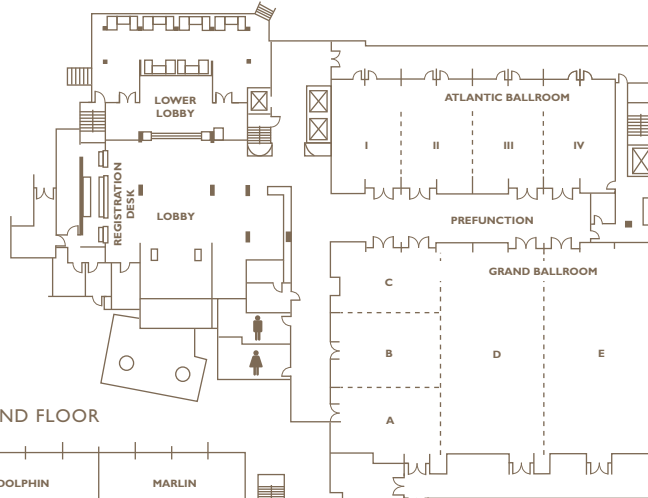 LOWER
LOBBY
ATLANTIC BALLROOM
I
II
III
IV
REGISTRATION
DESK
LOBBY
PREFUNCTION
GRAND BALLROOM
C
B
D
E
A
ND FLOOR
DOLPHIN
MARLIN